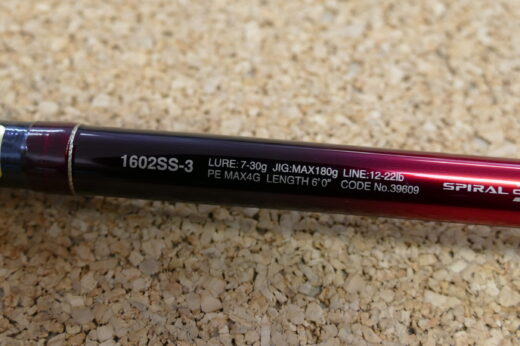 1602SS-3
LURE: 7-30g JIG:MAX180g LINE:12-22lb
PE MAX4G LENGTH 6'0" CODE No.39609
SPIRAL